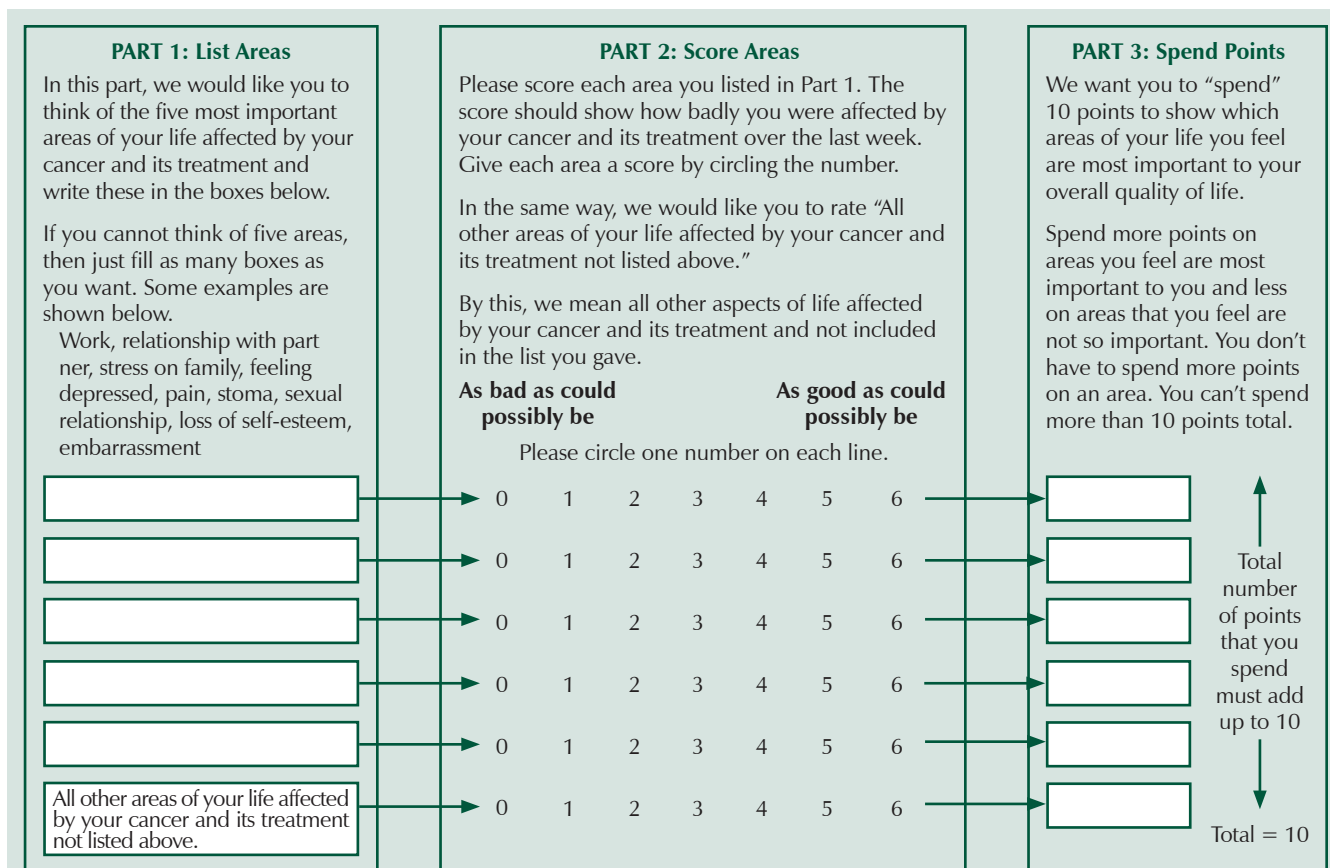 PART 1: List Areas
In this part, we would like you to
think of the five most important
areas of your life affected by your
cancer and its treatment and
write these in the boxes below.
If you cannot think of five areas,
then just fill as many boxes as
you want. Some examples are
shown below.
Work, relationship with part
ner, stress on family, feeling
depressed, pain, stoma, sexual
relationship, loss of self-esteem,
embarrassment
All other areas of your life affected
by your cancer and its treatment
not listed above.
PART 2: Score Areas
Please score each area you listed in Part 1. The
score should show how badly you were affected by
your cancer and its treatment over the last week.
Give each area a score by circling the number.
In the same way, we would like you to rate “All
other areas of your life affected by your cancer and
its treatment not listed above.”
By this, we mean all other aspects of life affected
by your cancer and its treatment and not included
in the list you gave.
As bad as could
possibly be
As good as could
possibly be
Please circle one number on each line.
0 1 2 3 4 5 6
0 1 2 3 4 5 6
0 1 2 3 4 5 6
0 1 2 3 4 5 6
0 1 2 3 4 5 6
0 1 2 3 4 5 6
PART 3: Spend Points
We want you to “spend”
10 points to show which
areas of your life you feel
are most important to your
overall quality of life.
Spend more points on
areas you feel are most
important to you and less
on areas that you feel are
not so important. You don’t
have to spend more points
on an area. You can’t spend
more than 10 points total.
Total
number
of points
that you
spend
must add
up to 10
Total = 10